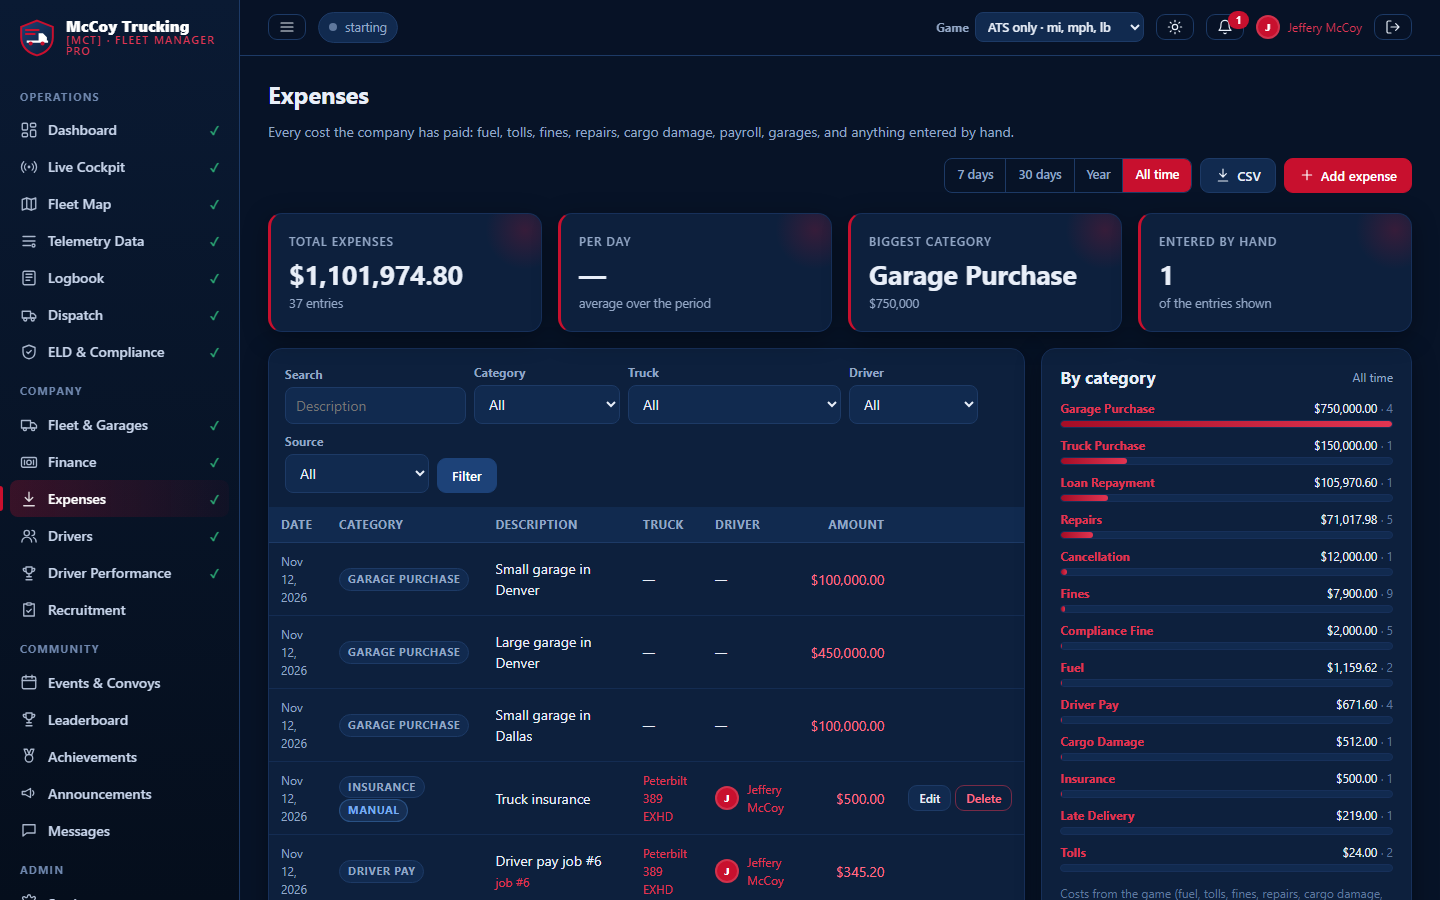 McCoy Trucking
[MCT] · FLEET MANAGER PRO
OPERATIONS
Dashboard ✓
Live Cockpit ✓
Fleet Map ✓
Telemetry Data ✓
Logbook ✓
Dispatch ✓
ELD & Compliance ✓
COMPANY
Fleet & Garages ✓
Finance ✓
Expenses ✓
Drivers ✓
Driver Performance ✓
Recruitment
COMMUNITY
Events & Convoys
Leaderboard
Achievements
Announcements
Messages
ADMIN
starting
Game ATS only · mi, mph, lb
1
J Jeffery McCoy
Expenses
Every cost the company has paid: fuel, tolls, fines, repairs, cargo damage, payroll, garages, and anything entered by hand.
7 days 30 days Year All time CSV + Add expense
TOTAL EXPENSES
$1,101,974.80
37 entries
PER DAY
—
average over the period
BIGGEST CATEGORY
Garage Purchase
$750,000
ENTERED BY HAND
1
of the entries shown
Search Category Truck Driver
Description All All All
Source
All Filter
DATE CATEGORY DESCRIPTION TRUCK DRIVER AMOUNT
Nov 12, 2026 GARAGE PURCHASE Small garage in Denver — — $100,000.00
Nov 12, 2026 GARAGE PURCHASE Large garage in Denver — — $450,000.00
Nov 12, 2026 GARAGE PURCHASE Small garage in Dallas — — $100,000.00
Nov 12, 2026 INSURANCE MANUAL Truck insurance Peterbilt 389 EXHD J Jeffery McCoy $500.00 Edit Delete
Nov 12, 2026 DRIVER PAY Driver pay job #6 job #6 Peterbilt 389 EXHD J Jeffery McCoy $345.20
By category All time
Garage Purchase $750,000.00 · 4
Truck Purchase $150,000.00 · 1
Loan Repayment $105,970.60 · 1
Repairs $71,017.98 · 5
Cancellation $12,000.00 · 1
Fines $7,900.00 · 9
Compliance Fine $2,000.00 · 5
Fuel $1,159.62 · 2
Driver Pay $671.60 · 4
Cargo Damage $512.00 · 1
Insurance $500.00 · 1
Late Delivery $219.00 · 1
Tolls $24.00 · 2
Costs from the game (fuel, tolls, fines, repairs, cargo damage,